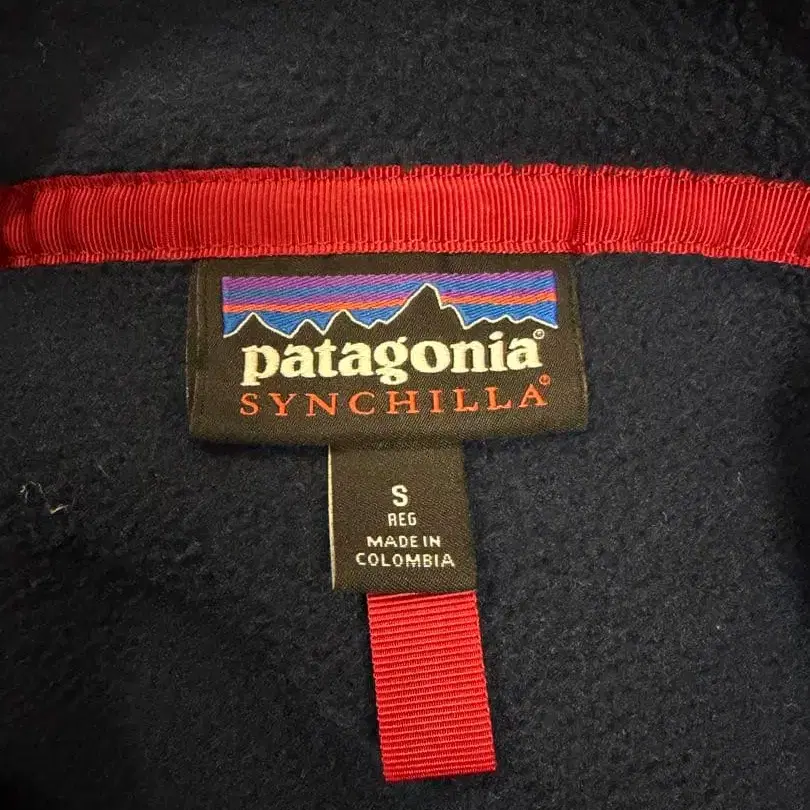 patagonia®
SYNCHILLA®
S
REG
MADE IN
COLOMBIA